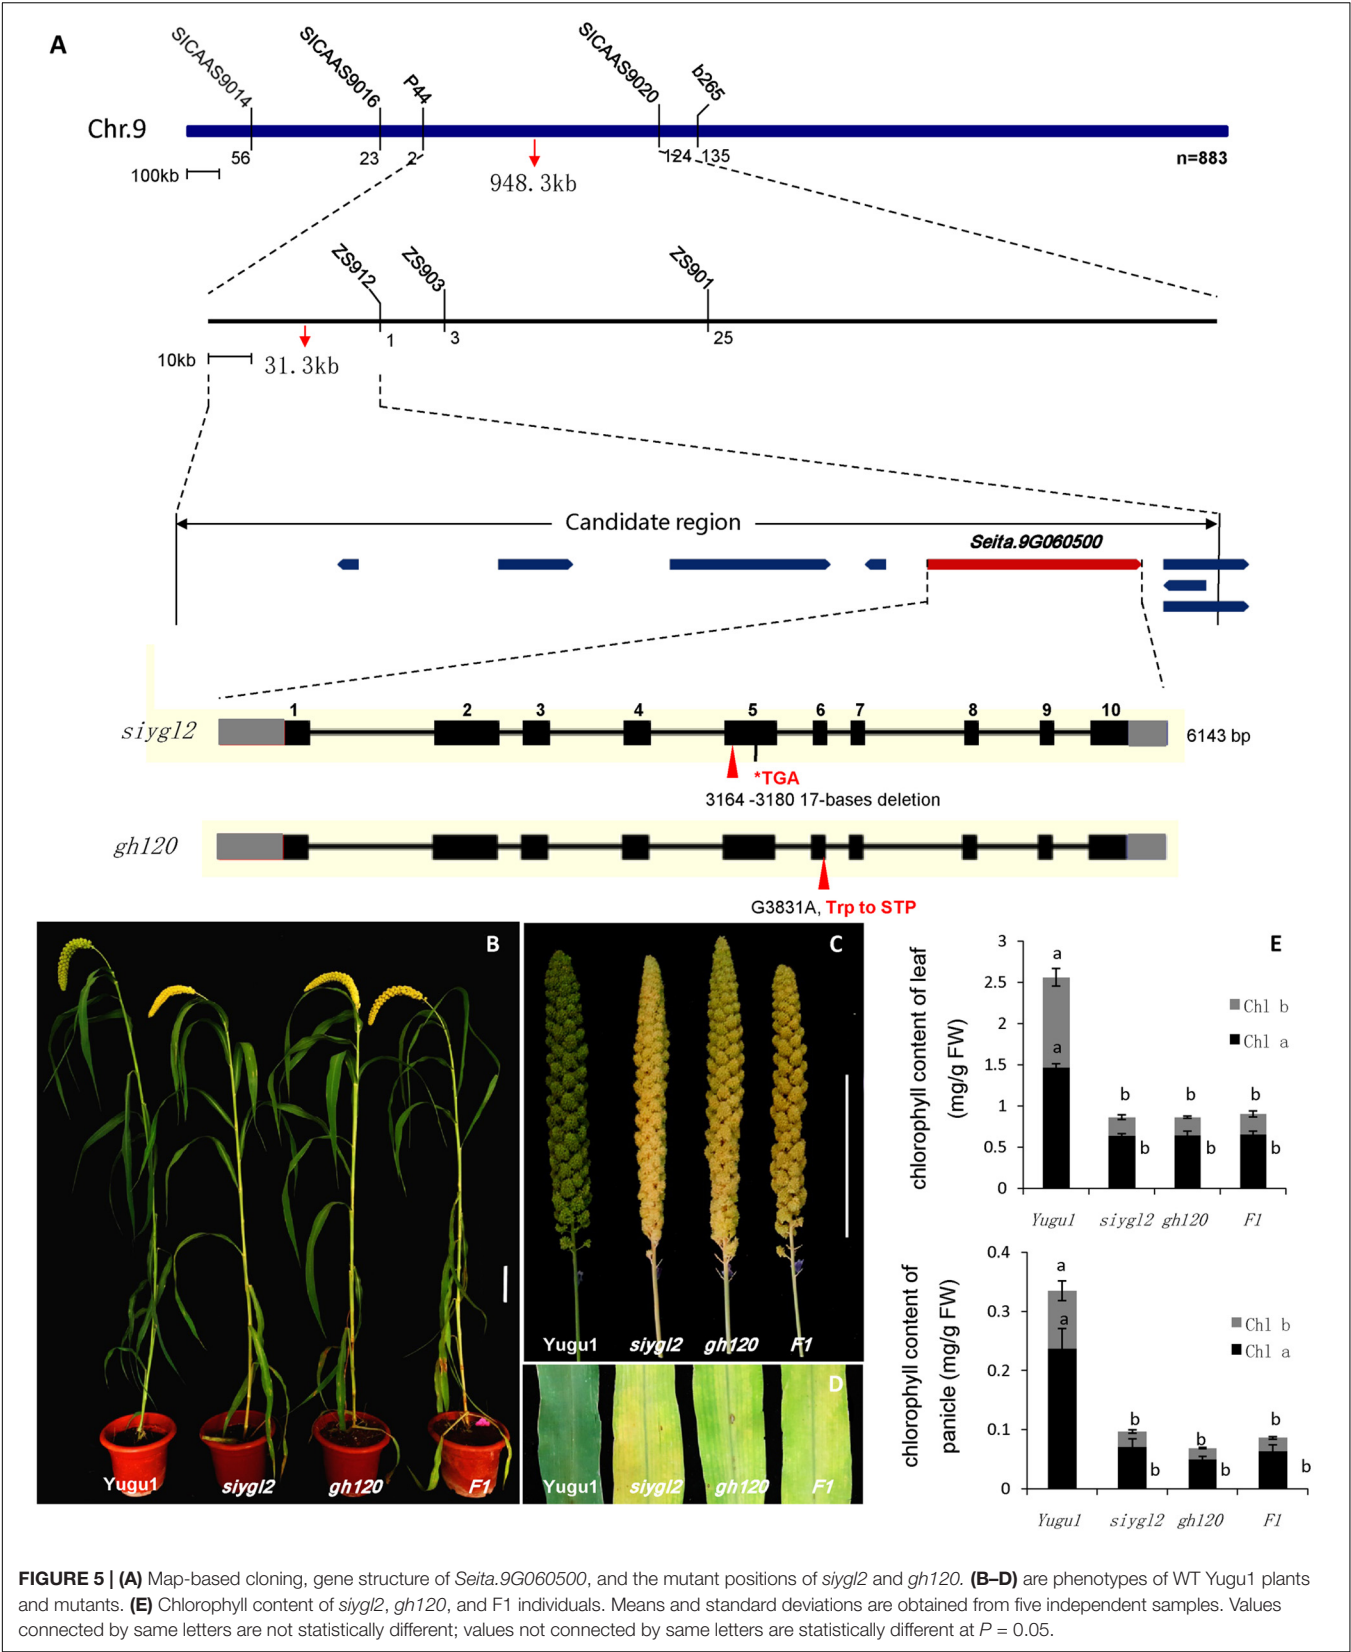 A
SICAAS9014
SICAAS9016
P44
SICAAS9020
b265
Chr.9
56
23
2
124
135
n=883
100kb
948.3kb
ZS912
ZS903
ZS901
1
3
25
10kb
31.3kb
Candidate region
Seita.9G060500
1 2 3 4 5 6 7 8 9 10
siygl2
6143 bp
*TGA
3164 -3180 17-bases deletion
gh120
G3831A, Trp to STP
B
Yugu1 siygl2 gh120 F1
C
Yugu1 siygl2 gh120 F1
D
Yugu1 siygl2 gh120 F1
E
chlorophyll content of leaf
(mg/g FW)
3
2.5
2
1.5
1
0.5
0
a
a
b b b
b b b
Chl b
Chl a
Yugu1 siygl2 gh120 F1
chlorophyll content of
panicle (mg/g FW)
0.4
0.3
0.2
0.1
0
a
a
b b b
b b b
Chl b
Chl a
Yugu1 siygl2 gh120 F1
FIGURE 5 | (A) Map-based cloning, gene structure of Seita.9G060500, and the mutant positions of siygl2 and gh120. (B–D) are phenotypes of WT Yugu1 plants
and mutants. (E) Chlorophyll content of siygl2, gh120, and F1 individuals. Means and standard deviations are obtained from five independent samples. Values
connected by same letters are not statistically different; values not connected by same letters are statistically different at P = 0.05.